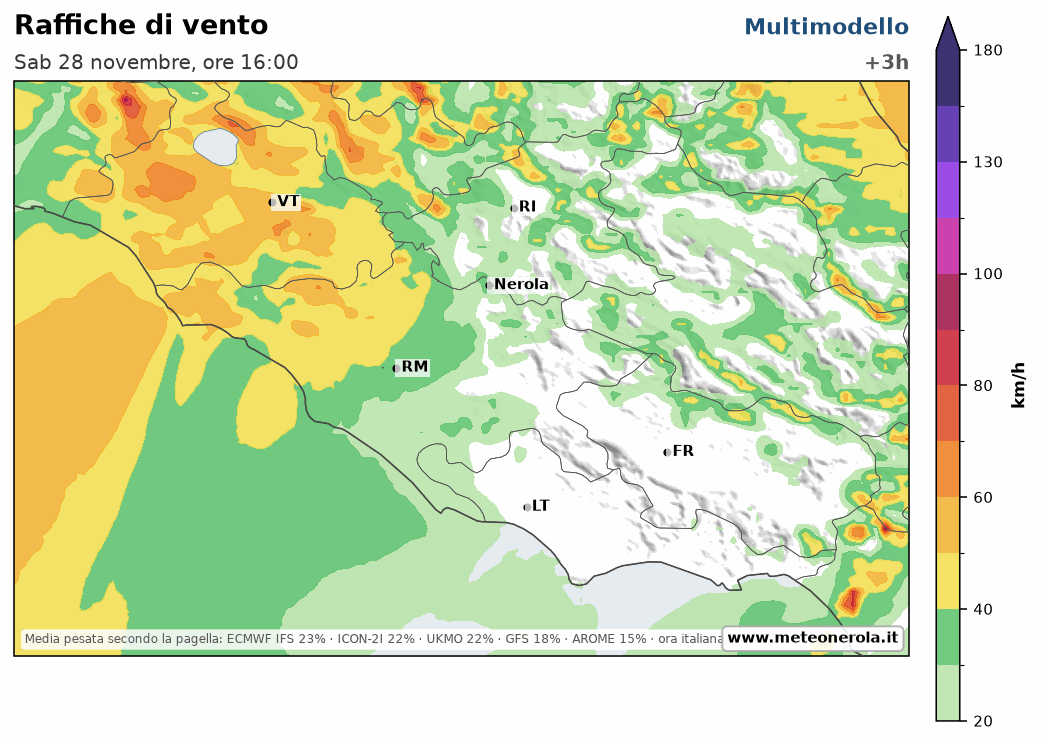 Raffiche di vento
Multimodello
Sab 28 novembre, ore 16:00
+3h
VT
RI
Nerola
RM
FR
LT
Media pesata secondo la pagella: ECMWF IFS 23% · ICON-2I 22% · UKMO 22% · GFS 18% · AROME 15% · ora italiana
www.meteonerola.it
180
130
100
80
60
40
20
km/h